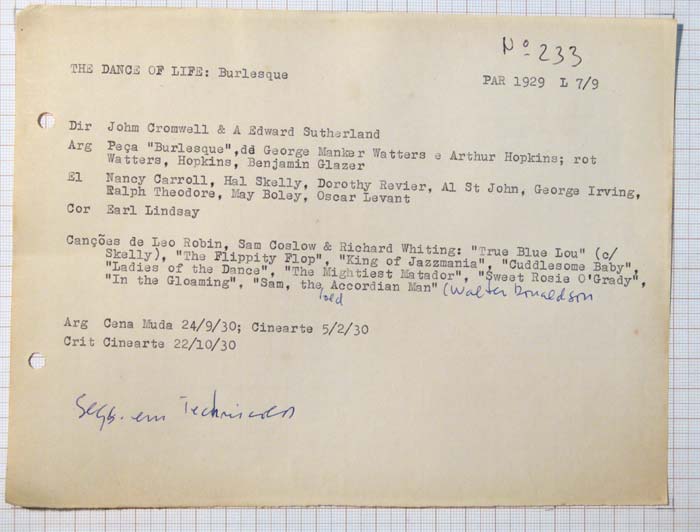 Nº 233
THE DANCE OF LIFE: Burlesque
PAR 1929 L 7/9
Dir Johm Cromwell & A Edward Sutherland
Arg Peça "Burlesque",dd George Manker Watters e Arthur Hopkins; rot
Watters, Hopkins, Benjamin Glazer
El Nancy Carroll, Hal Skelly, Dorothy Revier, Al St John, George Irving,
Ralph Theodore, May Boley, Oscar Levant
Cor Earl Lindsay
Canções de Leo Robin, Sam Coslow & Richard Whiting: "True Blue Lou" (c/
Skelly), "The Flippity Flop", "King of Jazzmania", "Cuddlesome Baby",
"Ladies of the Dance", "The Mightiest Matador", "Sweet Rosie O'Grady",
"In the Gloaming", "Sam, the Accordian Man" (Walter Donaldson
old
Arg Cena Muda 24/9/30; Cinearte 5/2/30
Crit Cinearte 22/10/30
Segs. em Technicolor